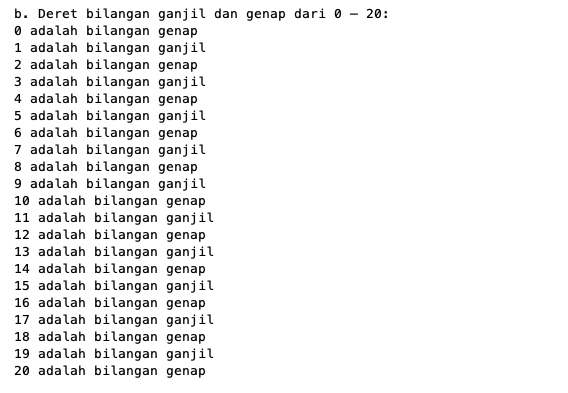 b. Deret bilangan ganjil dan genap dari 0 – 20:
0 adalah bilangan genap
1 adalah bilangan ganjil
2 adalah bilangan genap
3 adalah bilangan ganjil
4 adalah bilangan genap
5 adalah bilangan ganjil
6 adalah bilangan genap
7 adalah bilangan ganjil
8 adalah bilangan genap
9 adalah bilangan ganjil
10 adalah bilangan genap
11 adalah bilangan ganjil
12 adalah bilangan genap
13 adalah bilangan ganjil
14 adalah bilangan genap
15 adalah bilangan ganjil
16 adalah bilangan genap
17 adalah bilangan ganjil
18 adalah bilangan genap
19 adalah bilangan ganjil
20 adalah bilangan genap